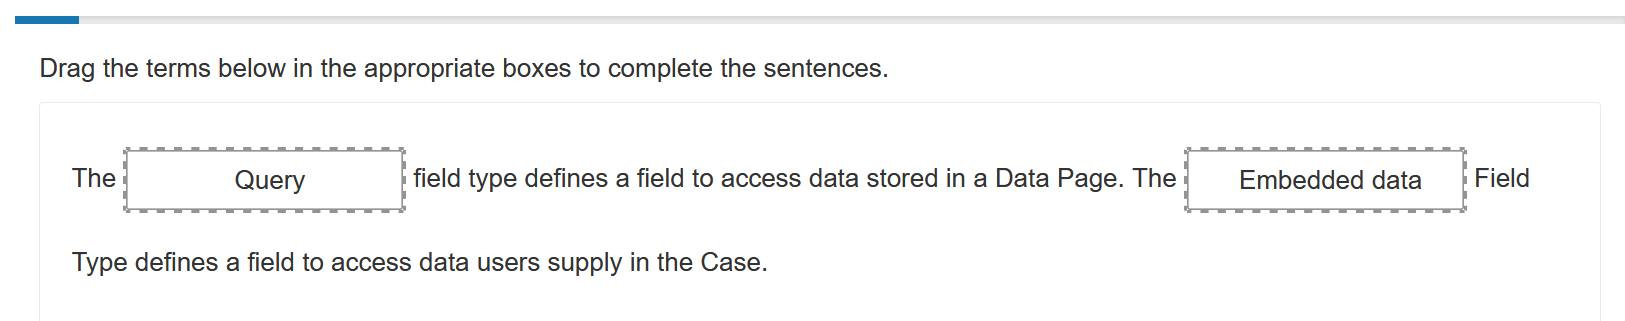 Drag the terms below in the appropriate boxes to complete the sentences.
The Query field type defines a field to access data stored in a Data Page. The Embedded data Field
Type defines a field to access data users supply in the Case.